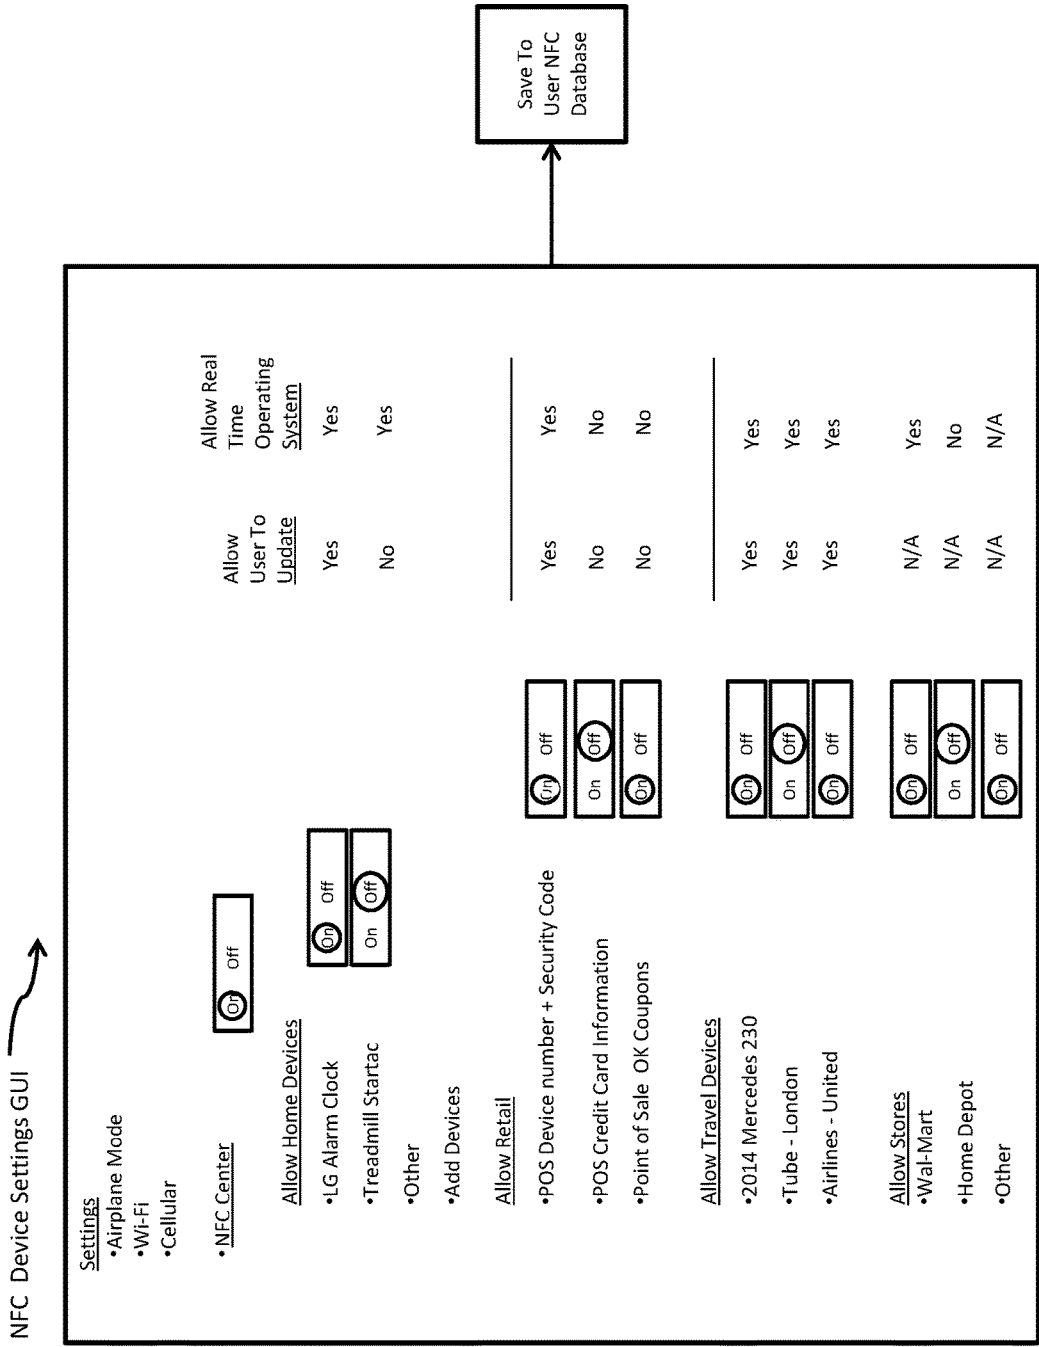 NFC Device Settings GUI
Settings
•Airplane Mode
•Wi-Fi
•Cellular
•NFC Center On Off
Allow
User To
Update
Allow Real
Time
Operating
System
Allow Home Devices
•LG Alarm Clock On Off Yes Yes
•Treadmill Startac On Off No Yes
•Other
•Add Devices
Allow Retail
•POS Device number + Security Code On Off Yes Yes
•POS Credit Card Information On Off No No
•Point of Sale OK Coupons On Off No No
Allow Travel Devices
•2014 Mercedes 230 On Off Yes Yes
•Tube - London On Off Yes Yes
•Airlines - United On Off Yes Yes
Allow Stores
•Wal-Mart On Off N/A Yes
•Home Depot On Off N/A No
•Other On Off N/A N/A
Save To
User NFC
Database